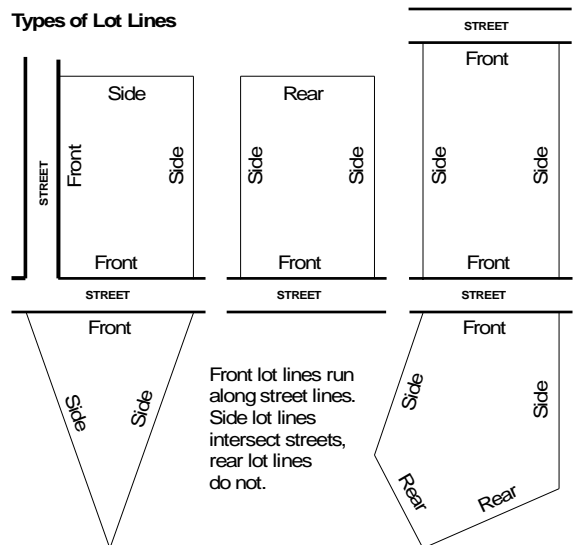 Types of Lot Lines
STREET
Front
Side
Side
Front
STREET
Side
Front
Side
Front
Rear
Side
Side
Front
STREET
STREET
STREET
Front
Side
Side
Front lot lines run
along street lines.
Side lot lines
intersect streets,
rear lot lines
do not.
Front
Side
Side
Rear
Rear